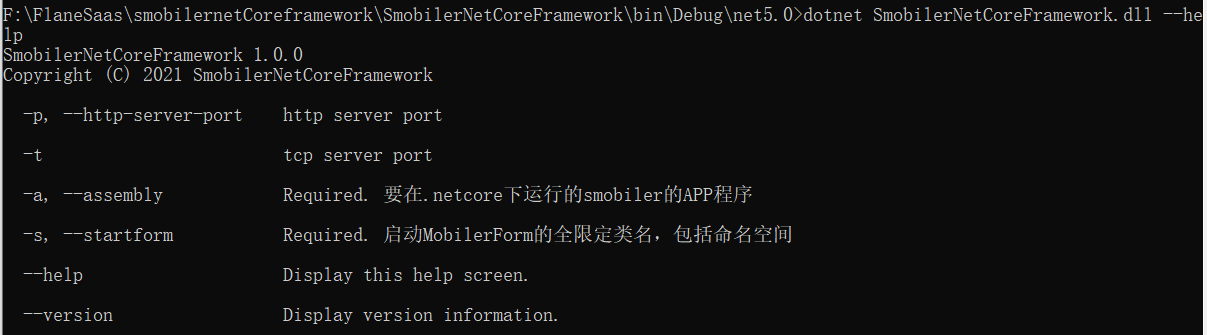 F:\FlaneSaas\smobilernetCoreframework\SmobilerNetCoreFramework\bin\Debug\net5.0>dotnet SmobilerNetCoreFramework.dll --he
lp
SmobilerNetCoreFramework 1.0.0
Copyright (C) 2021 SmobilerNetCoreFramework
-p, --http-server-port    http server port
-t                        tcp server port
-a, --assembly            Required. 要在.netcore下运行的smobiler的APP程序
-s, --startform           Required. 启动MobilerForm的全限定类名，包括命名空间
--help                    Display this help screen.
--version                 Display version information.